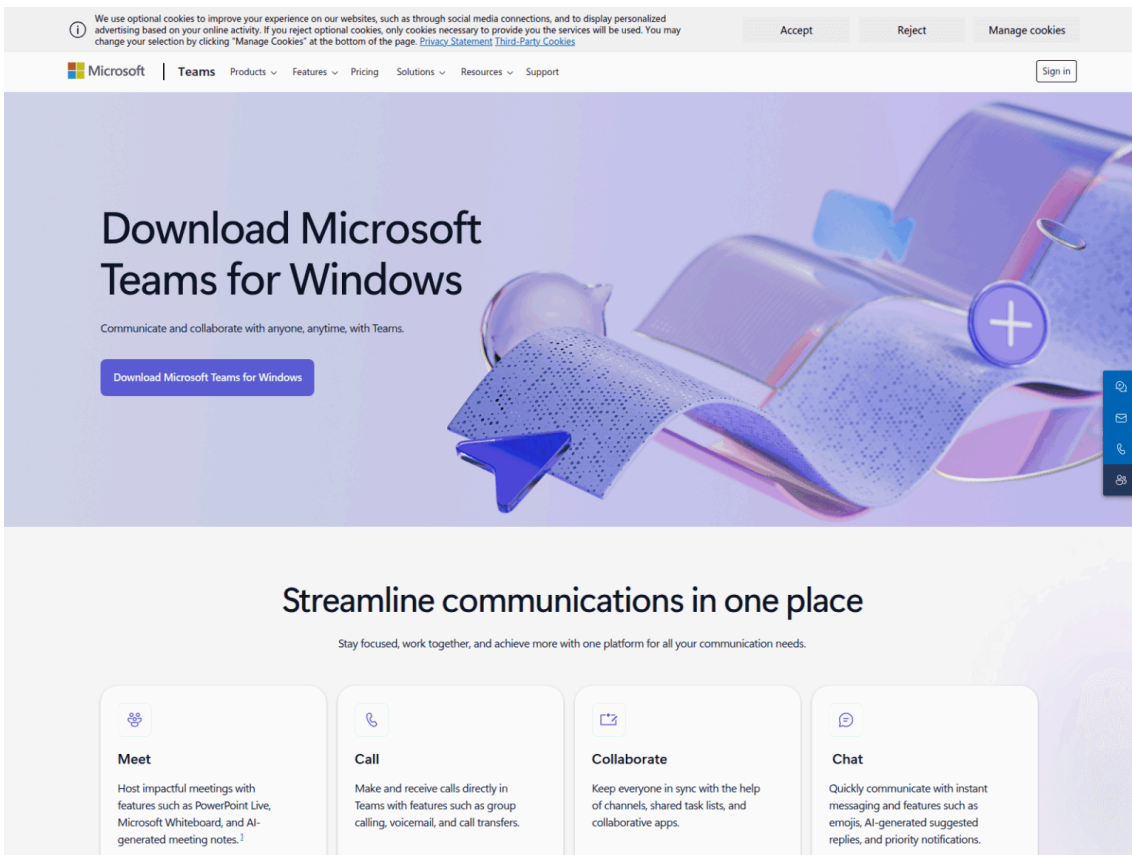 We use optional cookies to improve your experience on our websites, such as through social media connections, and to display personalized
advertising based on your online activity. If you reject optional cookies, only cookies necessary to provide you the services will be used. You may
change your selection by clicking "Manage Cookies" at the bottom of the page. Privacy Statement Third-Party Cookies
Accept
Reject
Manage cookies
Microsoft
Teams
Products
Features
Pricing
Solutions
Resources
Support
Sign in
Download Microsoft
Teams for Windows
Communicate and collaborate with anyone, anytime, with Teams.
Download Microsoft Teams for Windows
Streamline communications in one place
Stay focused, work together, and achieve more with one platform for all your communication needs.
Meet
Host impactful meetings with
features such as PowerPoint Live,
Microsoft Whiteboard, and AI-
generated meeting notes.1
Call
Make and receive calls directly in
Teams with features such as group
calling, voicemail, and call transfers.
Collaborate
Keep everyone in sync with the help
of channels, shared task lists, and
collaborative apps.
Chat
Quickly communicate with instant
messaging and features such as
emojis, AI-generated suggested
replies, and priority notifications.